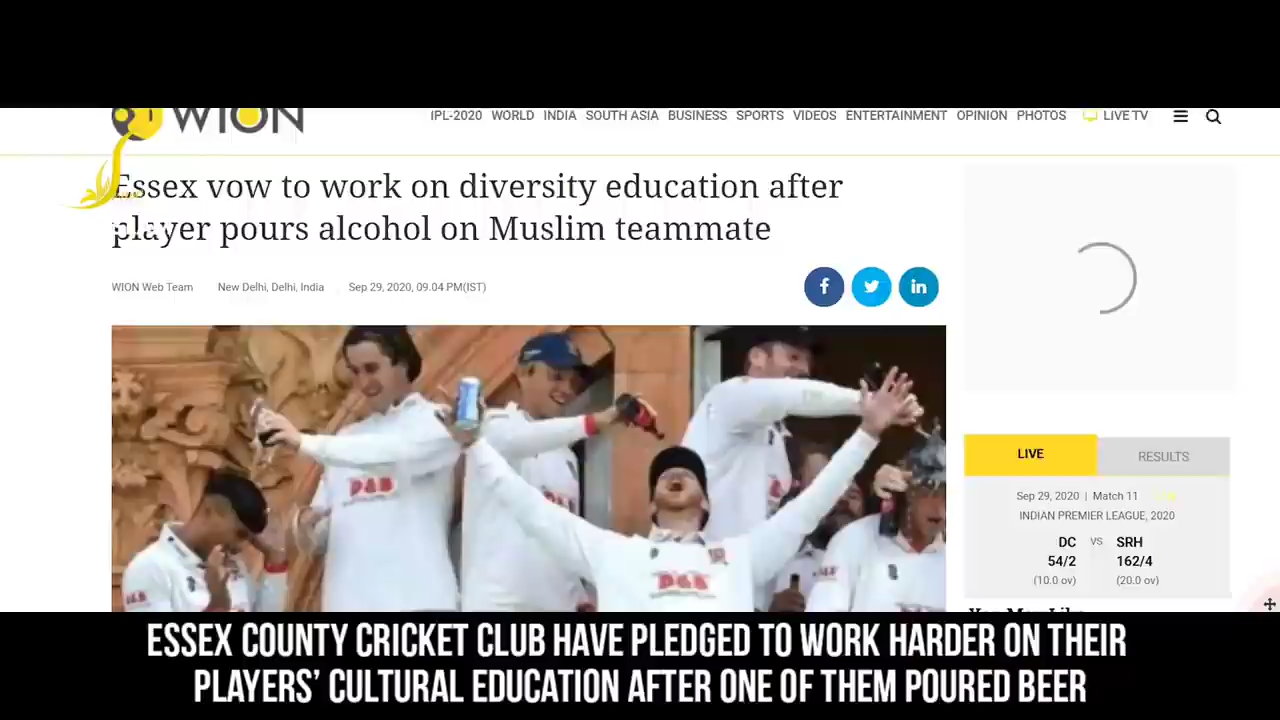 WION
IPL-2020 WORLD INDIA SOUTH ASIA BUSINESS SPORTS VIDEOS ENTERTAINMENT OPINION PHOTOS LIVE TV
Essex vow to work on diversity education after
player pours alcohol on Muslim teammate
WION Web Team New Delhi, Delhi, India Sep 29, 2020, 09.04 PM(IST)
LIVE RESULTS
Sep 29, 2020 | Match 11
INDIAN PREMIER LEAGUE, 2020
DC VS SRH
54/2 162/4
(10.0 ov) (20.0 ov)
You May Like
ESSEX COUNTY CRICKET CLUB HAVE PLEDGED TO WORK HARDER ON THEIR
PLAYERS’ CULTURAL EDUCATION AFTER ONE OF THEM POURED BEER